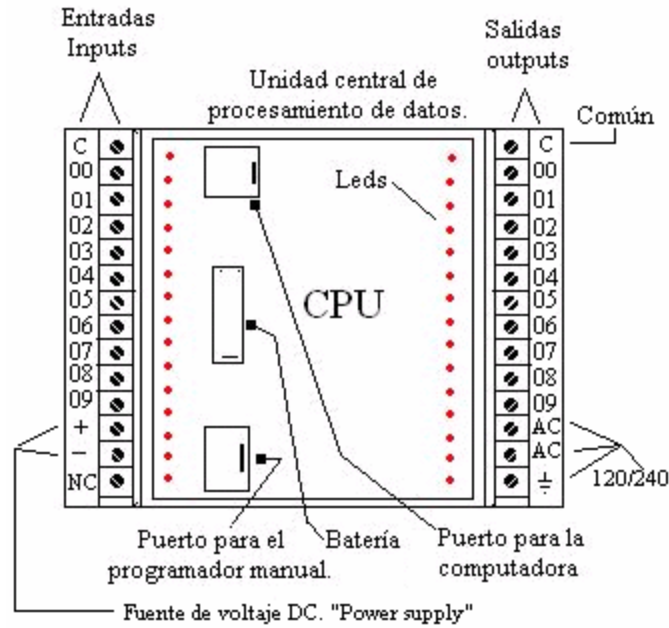 Entradas
Inputs
Salidas
outputs
Unidad central de
procesamiento de datos.
Común
C
00
01
02
03
04
05
06
07
08
09
+
−
NC
Leds
CPU
C
00
01
02
03
04
05
06
07
08
09
AC
AC
⏚
120/240
Puerto para el
programador manual.
Batería
Puerto para la
computadora
Fuente de voltaje DC. "Power supply"